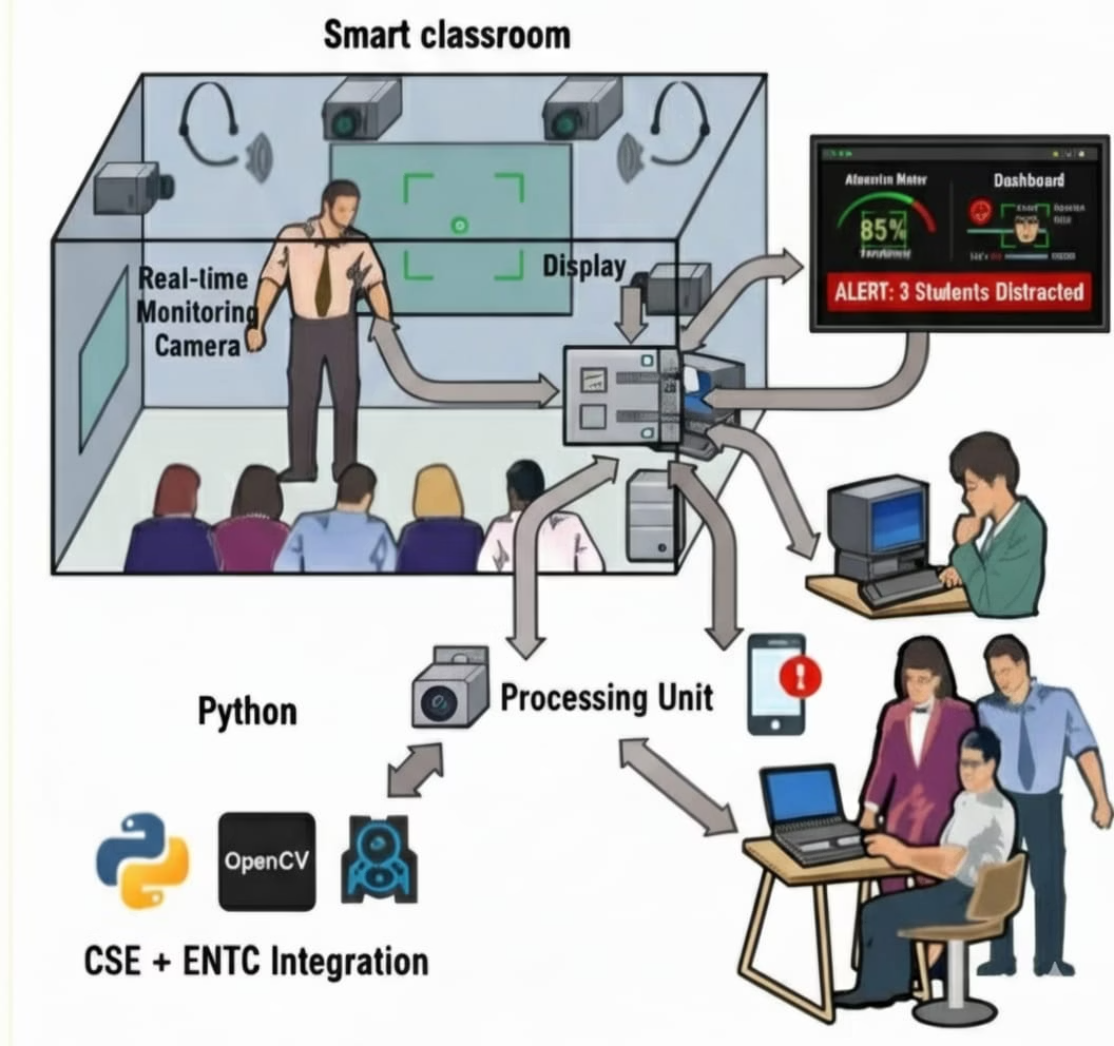 Smart classroom
Dashboard
85%
ALERT: 3 Students Distracted
Display
Real-time
Monitoring
Camera
Processing Unit
Python
OpenCV
CSE + ENTC Integration